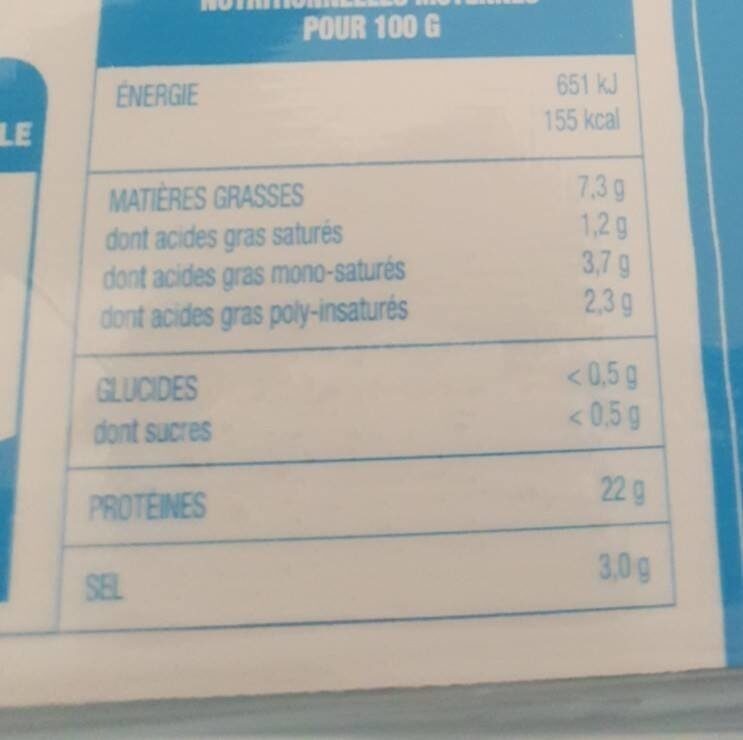 POUR 100 G
LE
ÉNERGIE 651 kJ
155 kcal
MATIÈRES GRASSES 7,3 g
dont acides gras saturés 1,2 g
dont acides gras mono-saturés 3,7 g
dont acides gras poly-insaturés 2,3 g
GLUCIDES < 0,5 g
dont sucres < 0,5 g
PROTÉINES 22 g
SEL 3,0 g